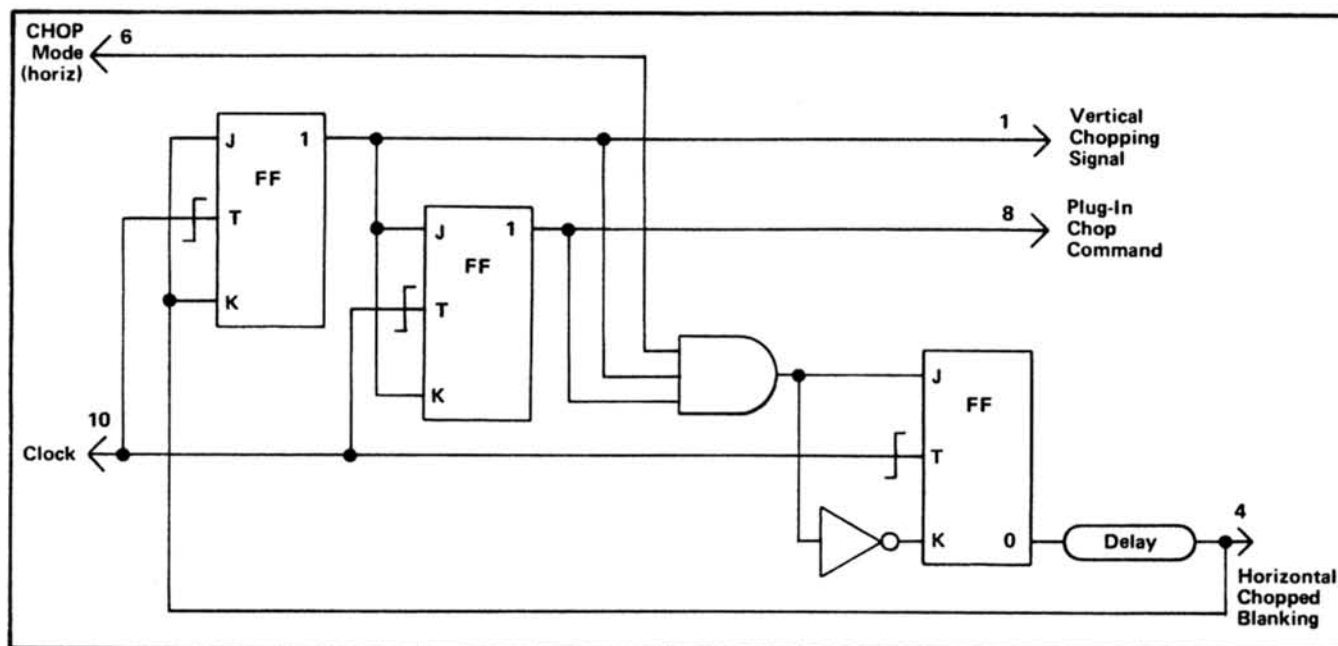 CHOP
Mode
(horiz)
6
J
1
FF
T
K
1
Vertical
Chopping
Signal
J
1
FF
T
K
8
Plug-In
Chop
Command
10
Clock
J
FF
T
K
0
Delay
4
Horizontal
Chopped
Blanking